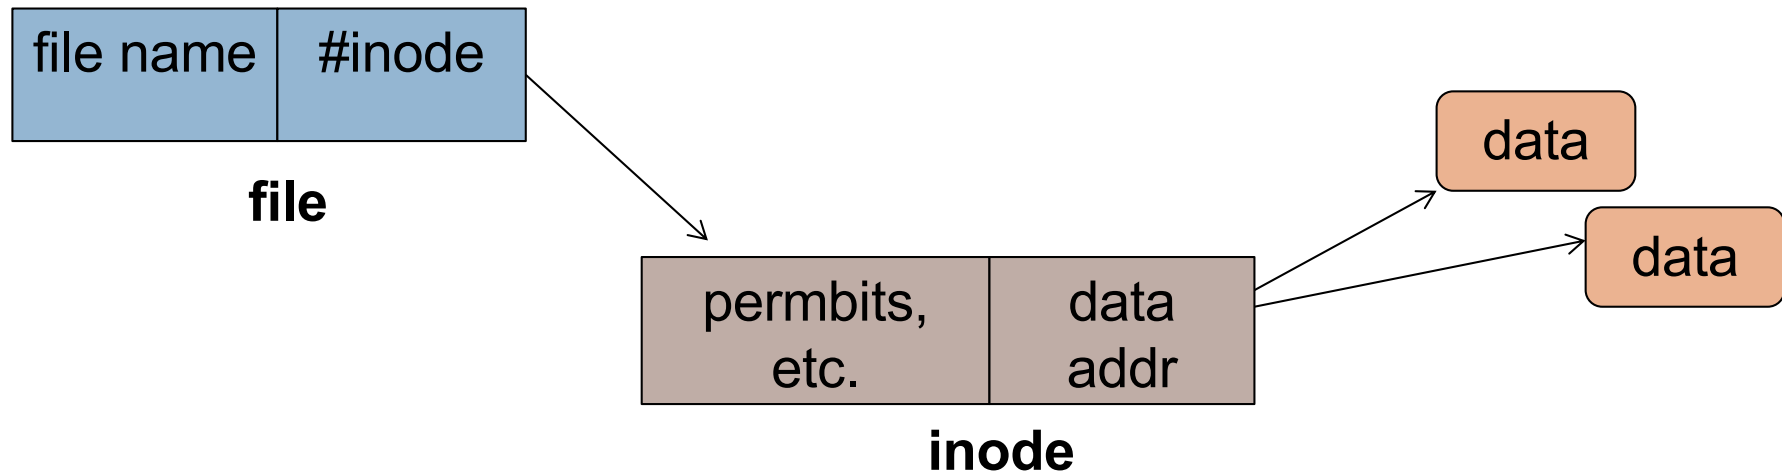 file name
#inode
file
data
data
permbits,
etc.
data
addr
inode